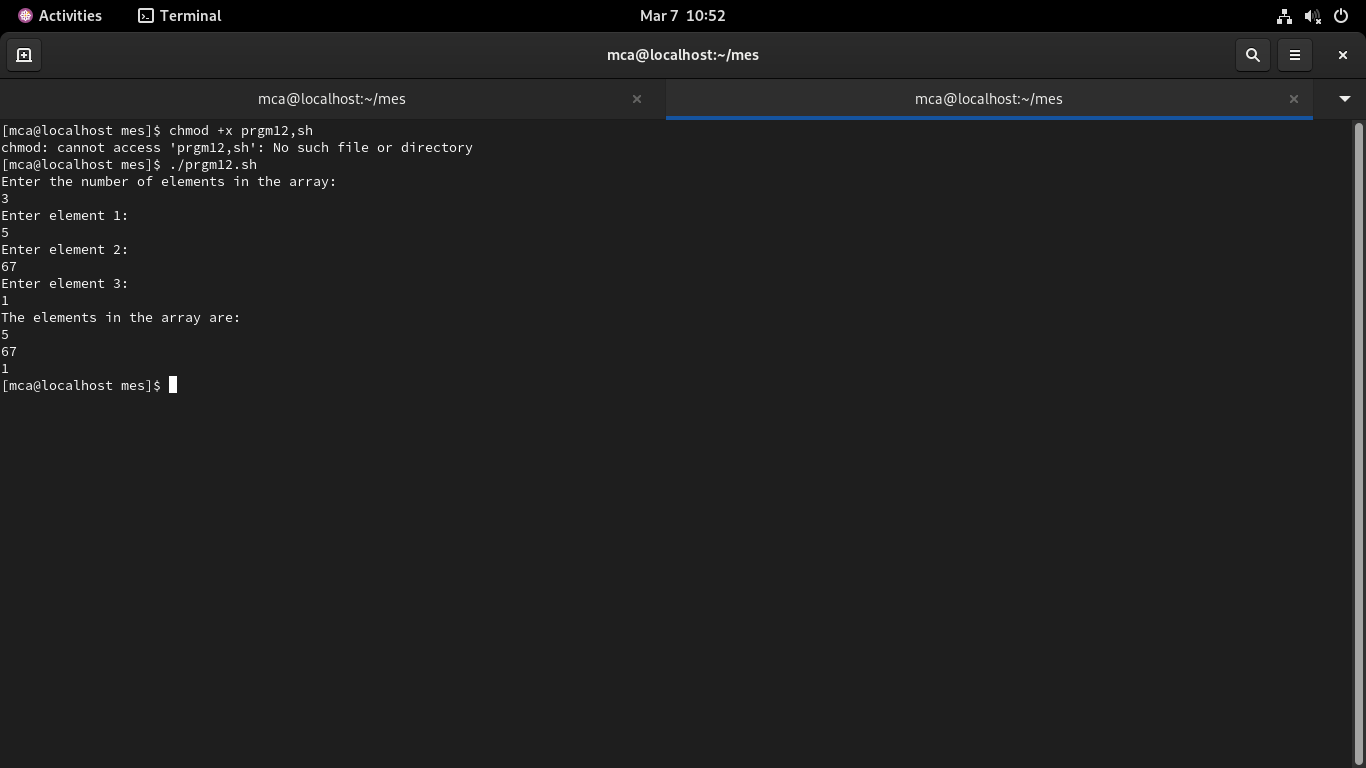 Activities Terminal Mar 7 10:52
mca@localhost:~/mes
mca@localhost:~/mes mca@localhost:~/mes
[mca@localhost mes]$ chmod +x prgm12,sh
chmod: cannot access 'prgm12,sh': No such file or directory
[mca@localhost mes]$ ./prgm12.sh
Enter the number of elements in the array:
3
Enter element 1:
5
Enter element 2:
67
Enter element 3:
1
The elements in the array are:
5
67
1
[mca@localhost mes]$